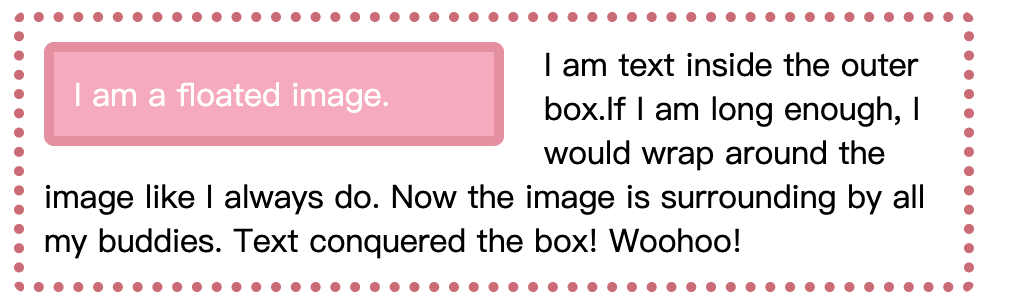 I am a floated image.
I am text inside the outer
box.If I am long enough, I
would wrap around the
image like I always do. Now the image is surrounding by all
my buddies. Text conquered the box! Woohoo!